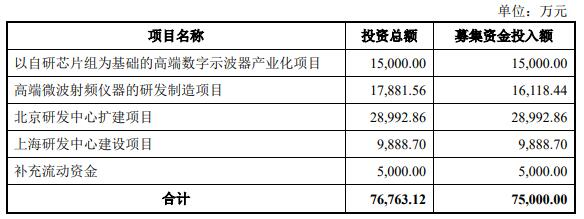 单位：万元
项目名称 投资总额 募集资金投入额
以自研芯片组为基础的高端数字示波器产业化项目 15,000.00 15,000.00
高端微波射频仪器的研发制造项目 17,881.56 16,118.44
北京研发中心扩建项目 28,992.86 28,992.86
上海研发中心建设项目 9,888.70 9,888.70
补充流动资金 5,000.00 5,000.00
合计 76,763.12 75,000.00